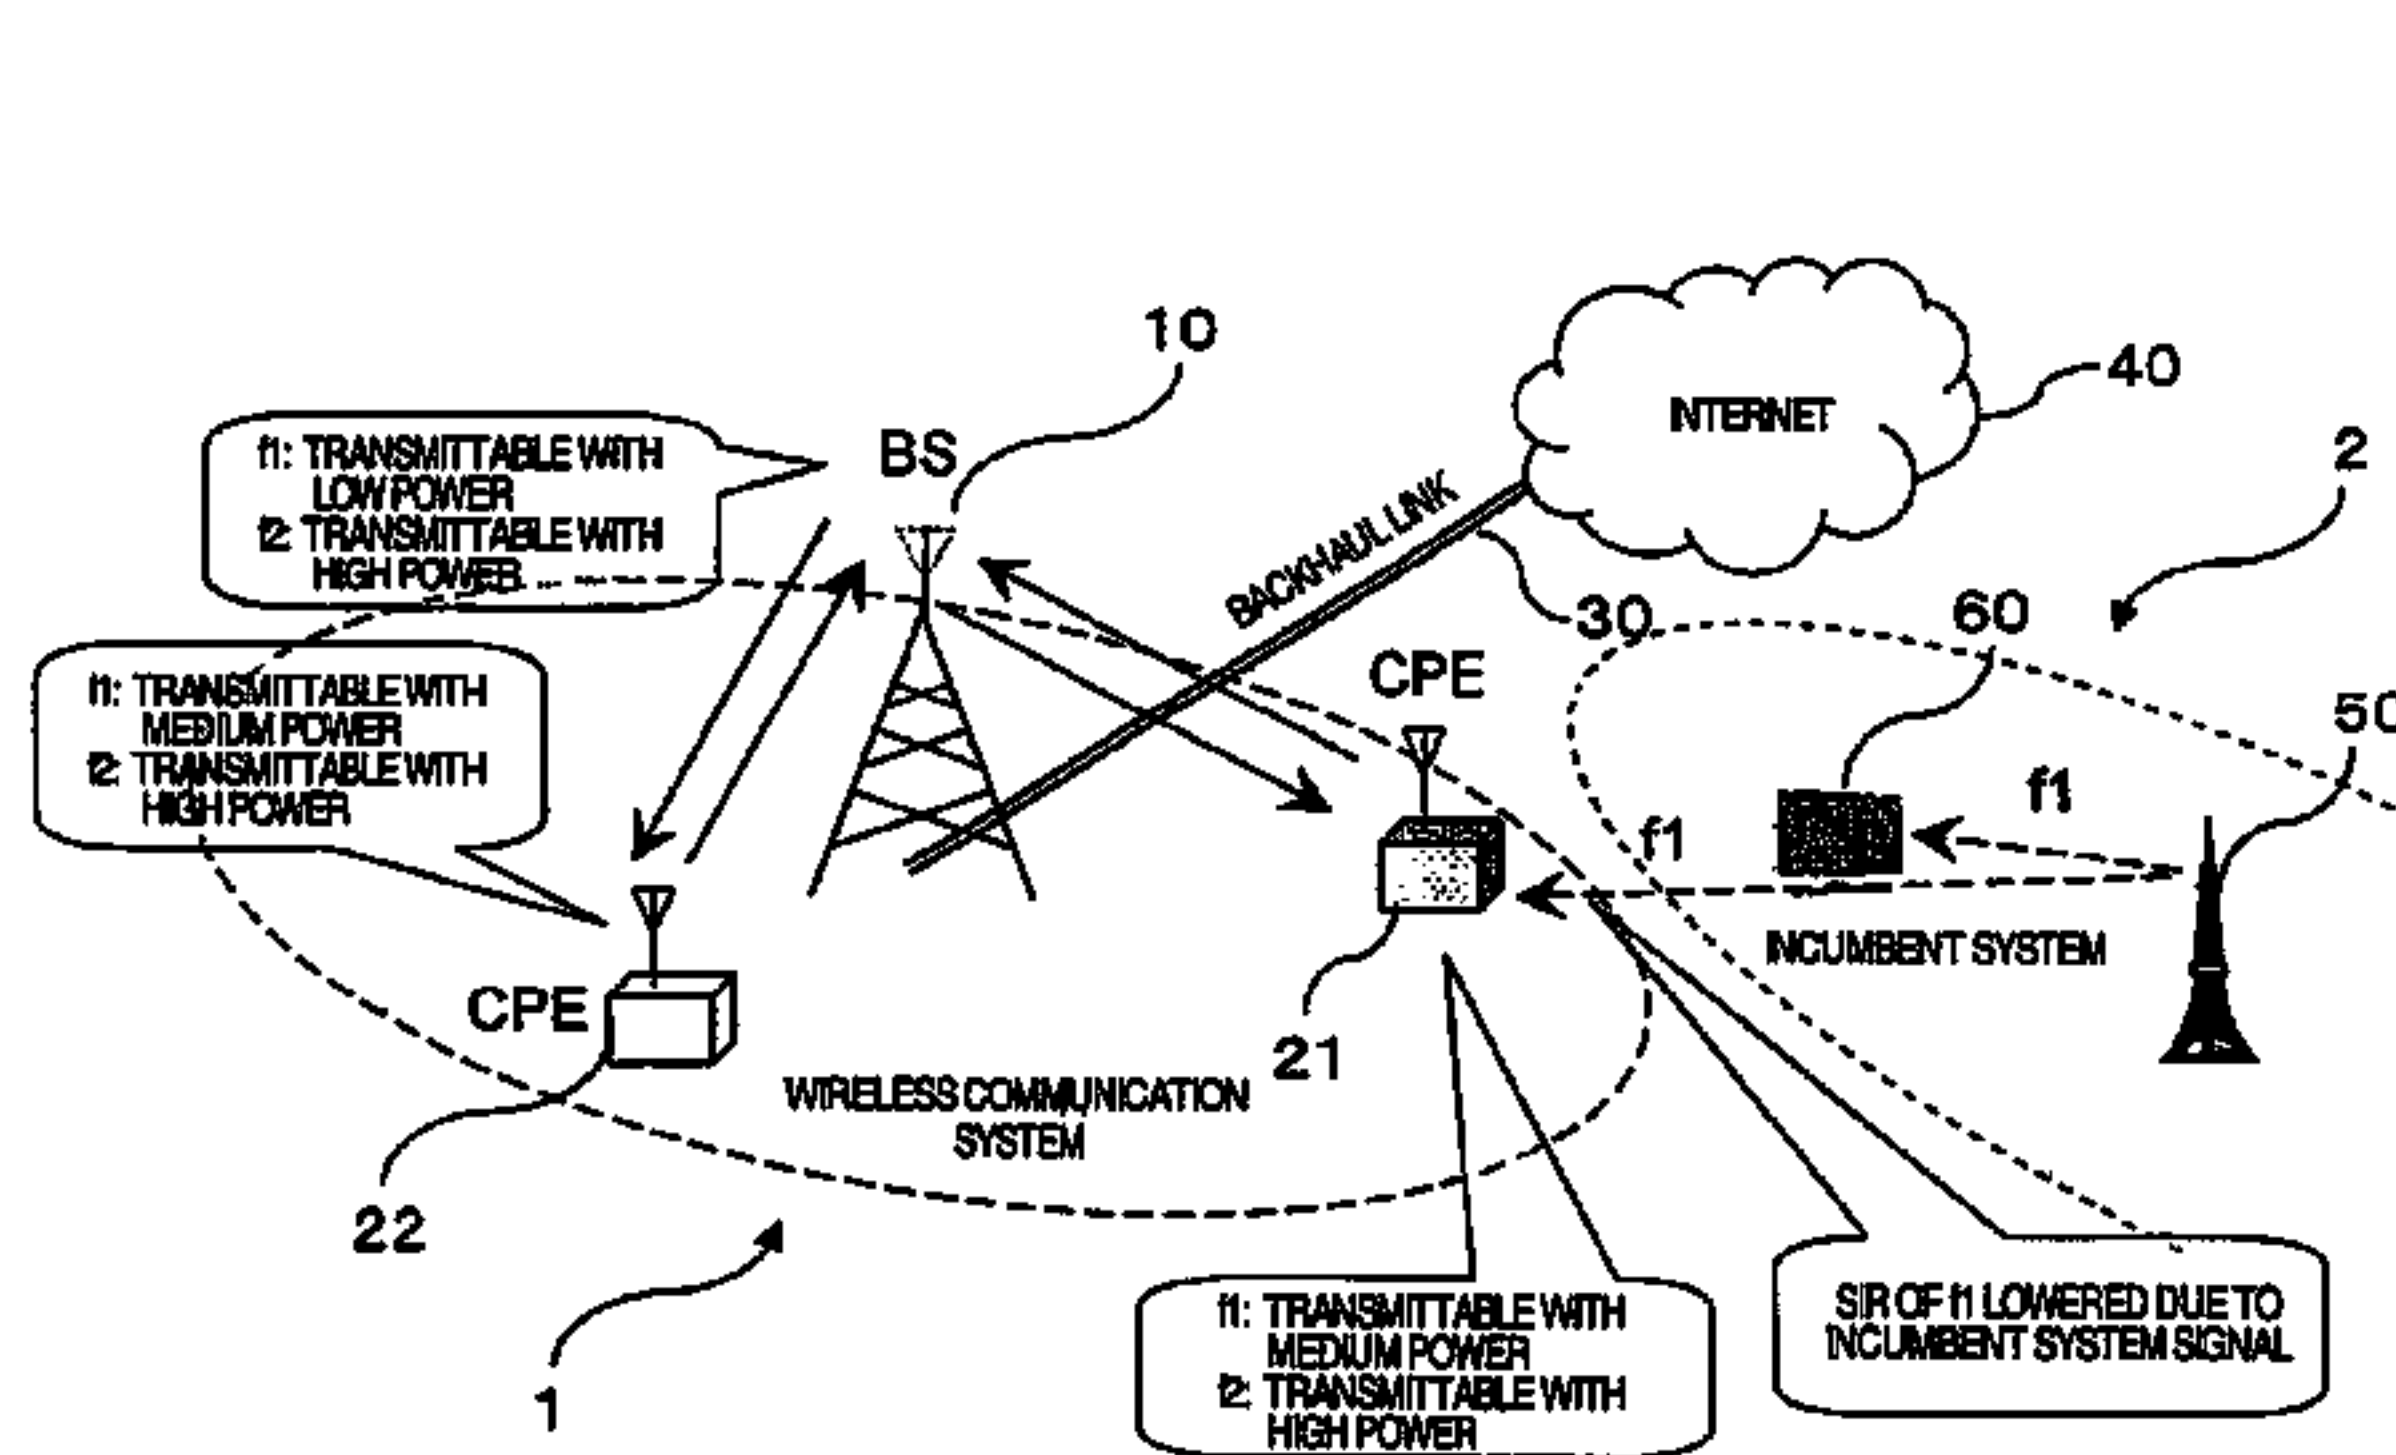 10
40
INTERNET
2
f1: TRANSMITTABLE WITH
LOW POWER
f2: TRANSMITTABLE WITH
HIGH POWER
BS
BACKHAUL LINK
30
60
CPE
50
f1: TRANSMITTABLE WITH
MEDIUM POWER
f2: TRANSMITTABLE WITH
HIGH POWER
f1
f1
INCUMBENT SYSTEM
CPE
21
WIRELESS COMMUNICATION
SYSTEM
22
1
f1: TRANSMITTABLE WITH
MEDIUM POWER
f2: TRANSMITTABLE WITH
HIGH POWER
SIR OF f1 LOWERED DUE TO
INCUMBENT SYSTEM SIGNAL